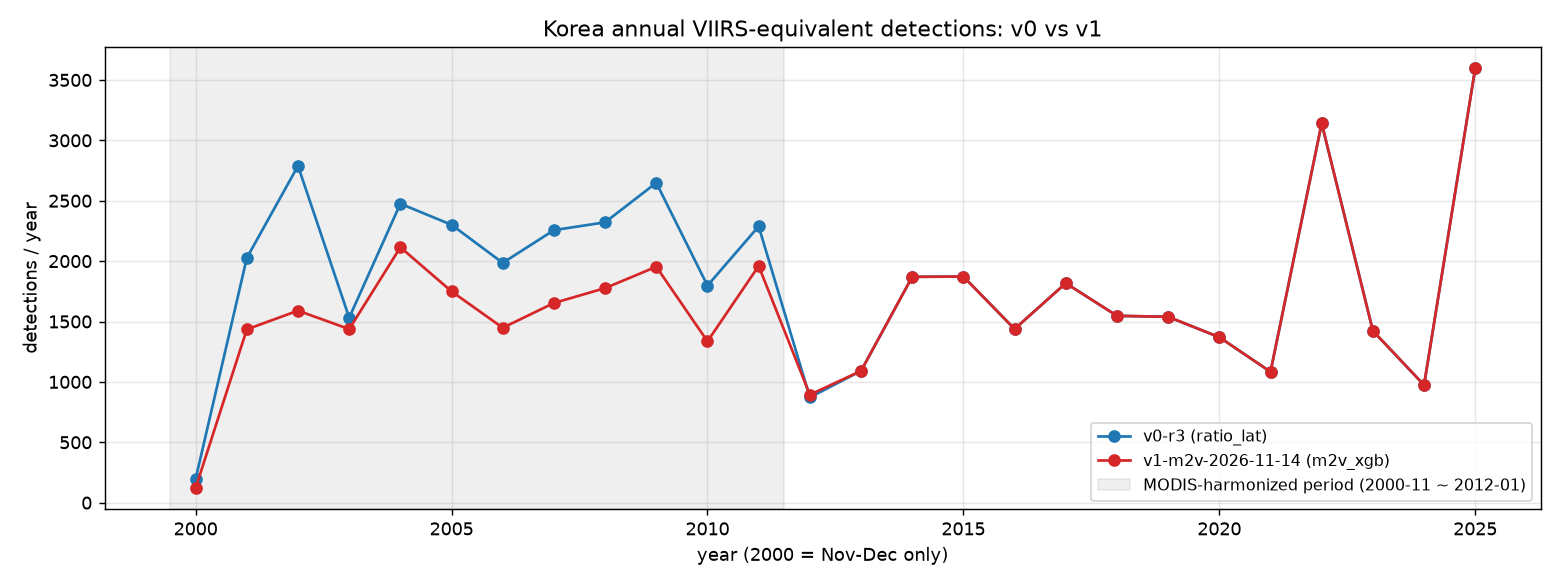 Korea annual VIIRS-equivalent detections: v0 vs v1
3500
3000
2500
2000
1500
1000
500
0
detections / year
v0-r3 (ratio_lat)
v1-m2v-2026-11-14 (m2v_xgb)
MODIS-harmonized period (2000-11 ~ 2012-01)
2000
2005
2010
2015
2020
2025
year (2000 = Nov-Dec only)